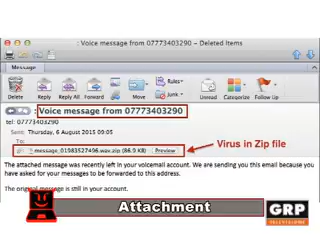 Voice message from 07773403290 – Deleted Items
Message
Delete
Reply
Reply All
Forward
Move
Rules
Junk
Unread
Categorize
Follow Up
Voice message from 07773403290
tel: 07773403290
Sent: Thursday, 6 August 2015 09:05
To:
message_01983527496.wav.zip (86.9 KB)
Preview
Virus in Zip file
The attached message was recently left in your voicemail account. We are sending you this email because you
have asked for your messages to be forwarded to this address.
The original message is still in your account.
Attachment
GRP